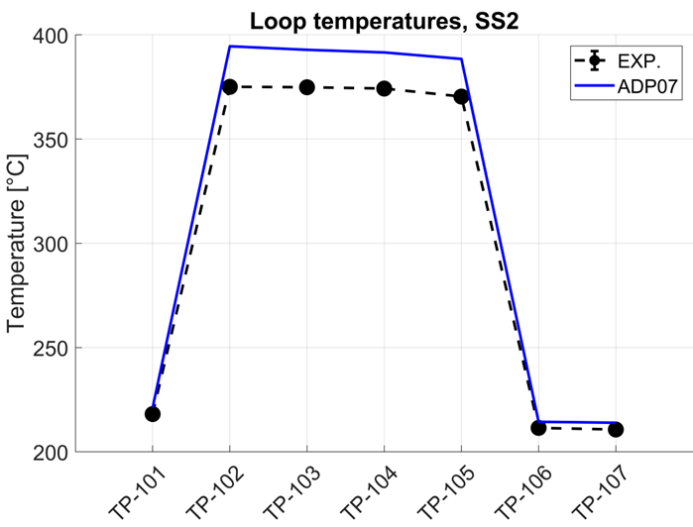 Loop temperatures, SS2
EXP.
ADP07
Temperature [°C]
400
350
300
250
200
TP-101
TP-102
TP-103
TP-104
TP-105
TP-106
TP-107